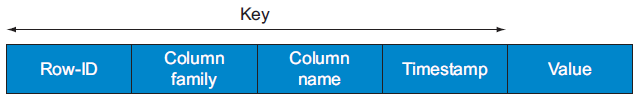 Key
Row-ID
Column
family
Column
name
Timestamp
Value